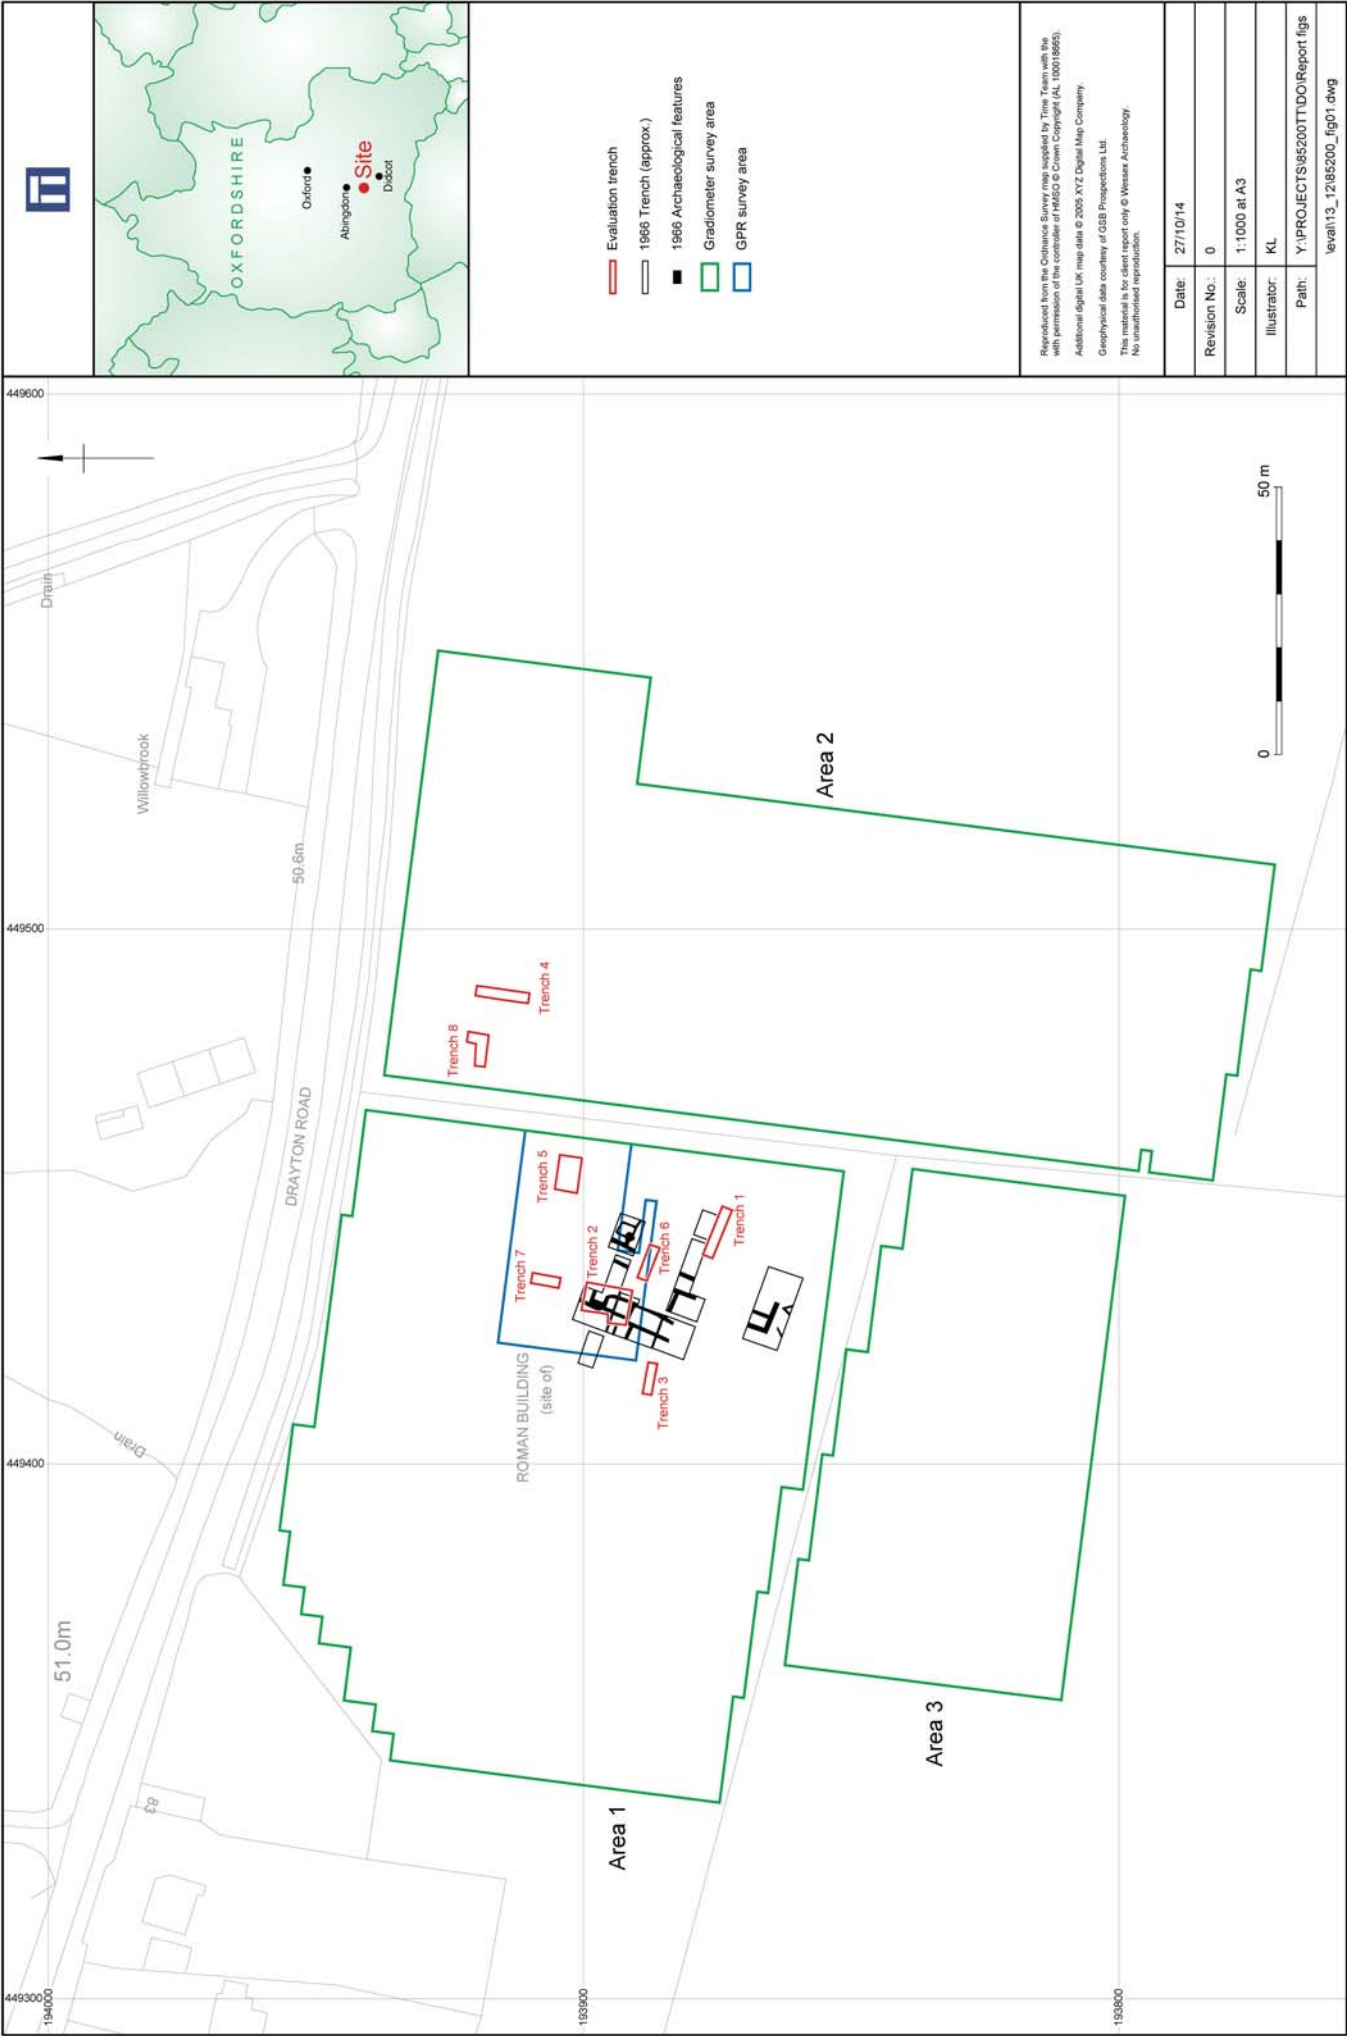 OXFORDSHIRE
Oxford
Abingdon
Site
Didcot
Evaluation trench
1966 Trench (approx.)
1966 Archaeological features
Gradiometer survey area
GPR survey area
Reproduced from the Ordnance Survey map supplied by Time Team with the
with permission of the controller of HMSO © Crown Copyright (AL 100018665).
Additional digital UK map data © 2005 XYZ Digital Map Company.
Geophysical data courtesy of GSB Prospections Ltd.
This material is for client report only © Wessex Archaeology.
No unauthorised reproduction.
Date: 27/10/14
Revision No.: 0
Scale: 1:1000 at A3
Illustrator: KL
Path: Y:\PROJECTS\85200TT\DO\Report figs
\eval\13_12\85200_fig01.dwg
449300
449400
449500
449600
194000
193900
193800
Drain
Willowbrook
50.6m
DRAYTON ROAD
Drain
51.0m
83
Trench 8
Trench 4
Trench 5
Trench 7
Trench 2
Trench 6
Trench 1
Trench 3
ROMAN BUILDING
(site of)
Area 1
Area 2
Area 3
0
50 m